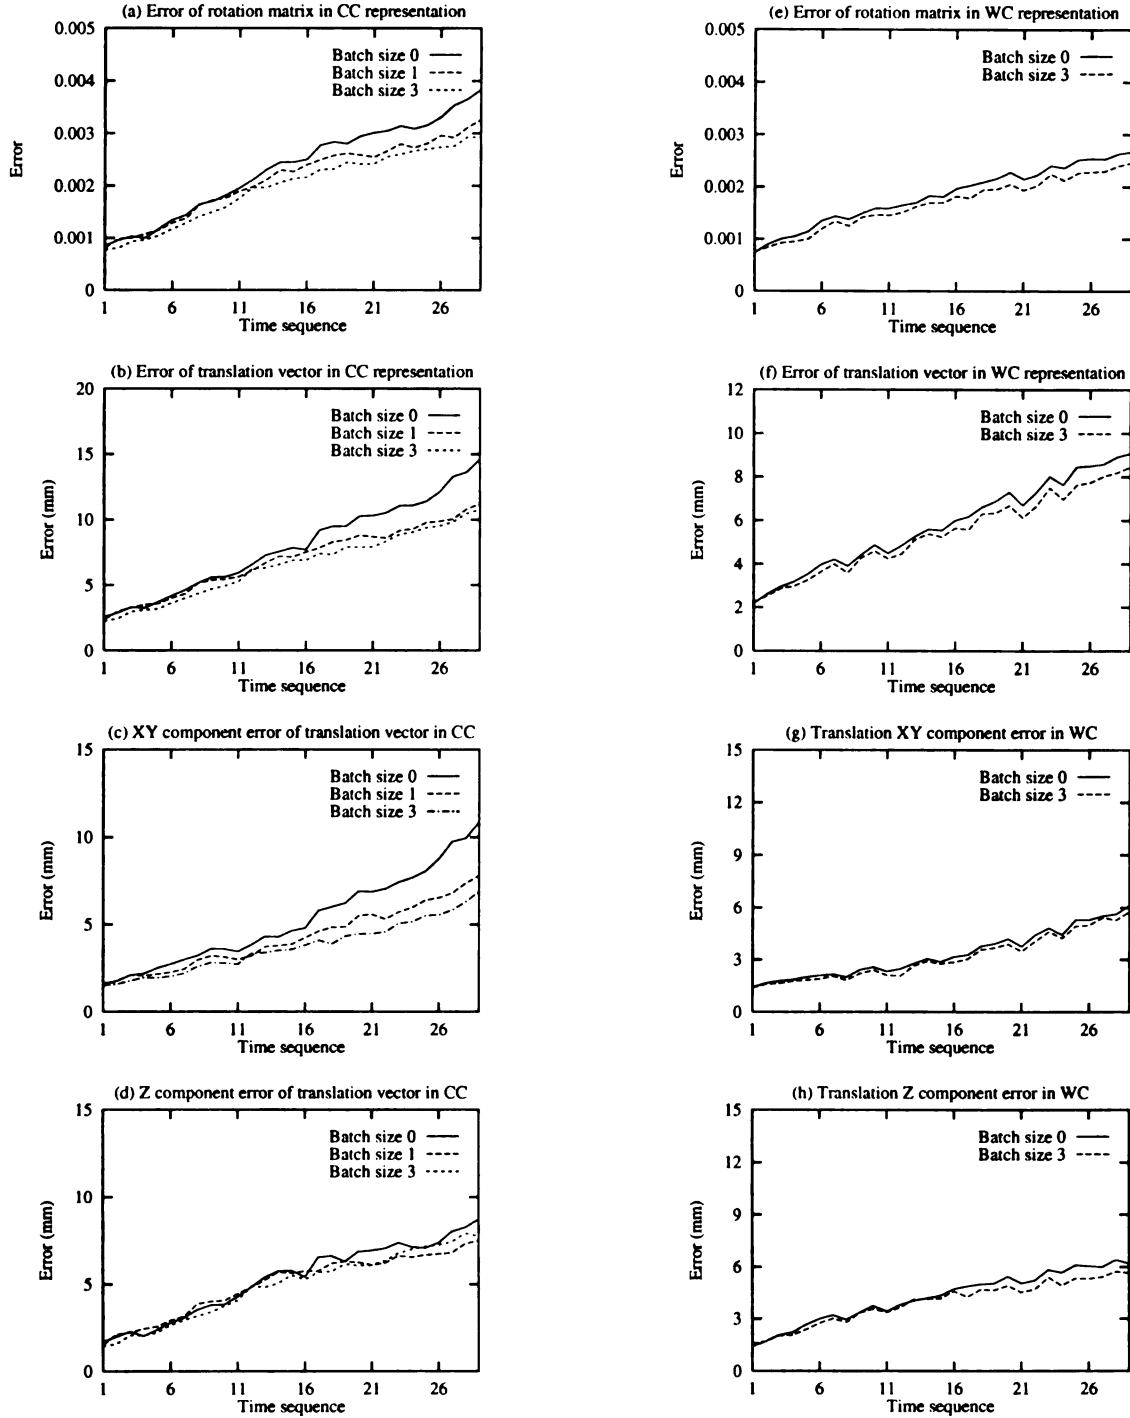 (a) Error of rotation matrix in CC representation
0.005
0.004
0.003
0.002
0.001
0
Error
Batch size 0
Batch size 1
Batch size 3
1 6 11 16 21 26
Time sequence
(b) Error of translation vector in CC representation
20
15
10
5
0
Error (mm)
Batch size 0
Batch size 1
Batch size 3
1 6 11 16 21 26
Time sequence
(c) XY component error of translation vector in CC
15
10
5
0
Error (mm)
Batch size 0
Batch size 1
Batch size 3
1 6 11 16 21 26
Time sequence
(d) Z component error of translation vector in CC
15
10
5
0
Error (mm)
Batch size 0
Batch size 1
Batch size 3
1 6 11 16 21 26
Time sequence
(e) Error of rotation matrix in WC representation
0.005
0.004
0.003
0.002
0.001
0
Error
Batch size 0
Batch size 3
1 6 11 16 21 26
Time sequence
(f) Error of translation vector in WC representation
12
10
8
6
4
2
0
Error (mm)
Batch size 0
Batch size 3
1 6 11 16 21 26
Time sequence
(g) Translation XY component error in WC
15
12
9
6
3
0
Error (mm)
Batch size 0
Batch size 3
1 6 11 16 21 26
Time sequence
(h) Translation Z component error in WC
15
12
9
6
3
0
Error (mm)
Batch size 0
Batch size 3
1 6 11 16 21 26
Time sequence